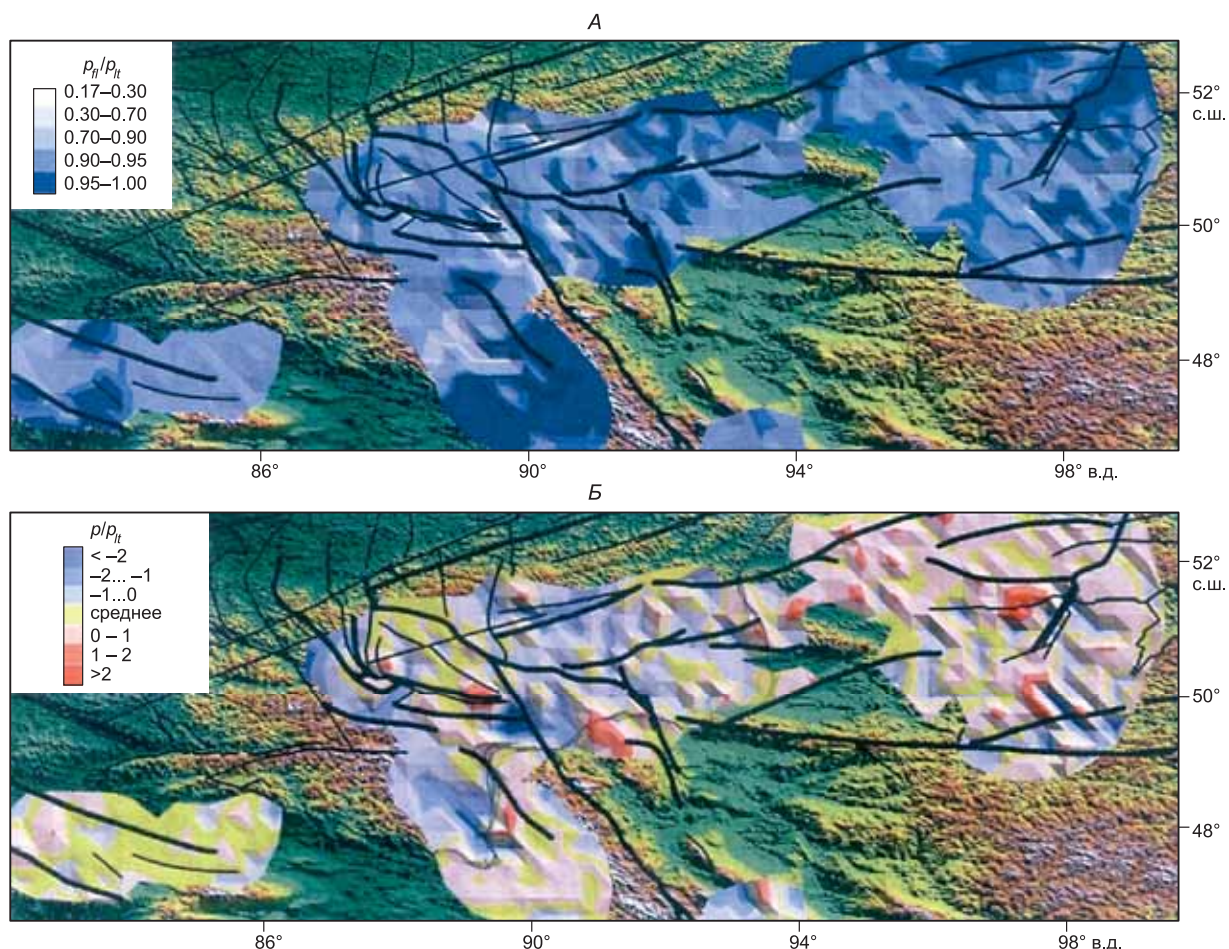 А
p_fl/p_lt
0.17–0.30
0.30–0.70
0.70–0.90
0.90–0.95
0.95–1.00
52°
с.ш.
50°
48°
86° 90° 94° 98° в.д.
Б
p/p_lt
< –2
–2... –1
–1...0
среднее
0 – 1
1 – 2
>2
52°
с.ш.
50°
48°
86° 90° 94° 98° в.д.